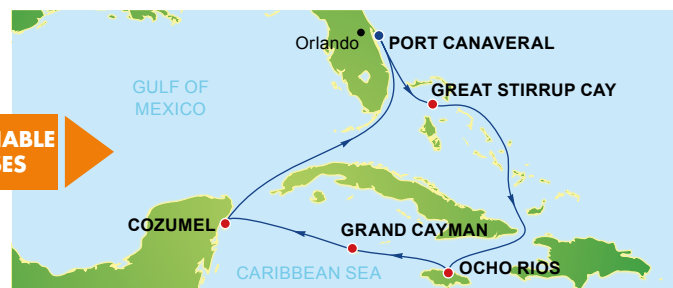 Orlando
PORT CANAVERAL
GULF OF
MEXICO
GREAT STIRRUP CAY
COZUMEL
GRAND CAYMAN
CARIBBEAN SEA
OCHO RIOS